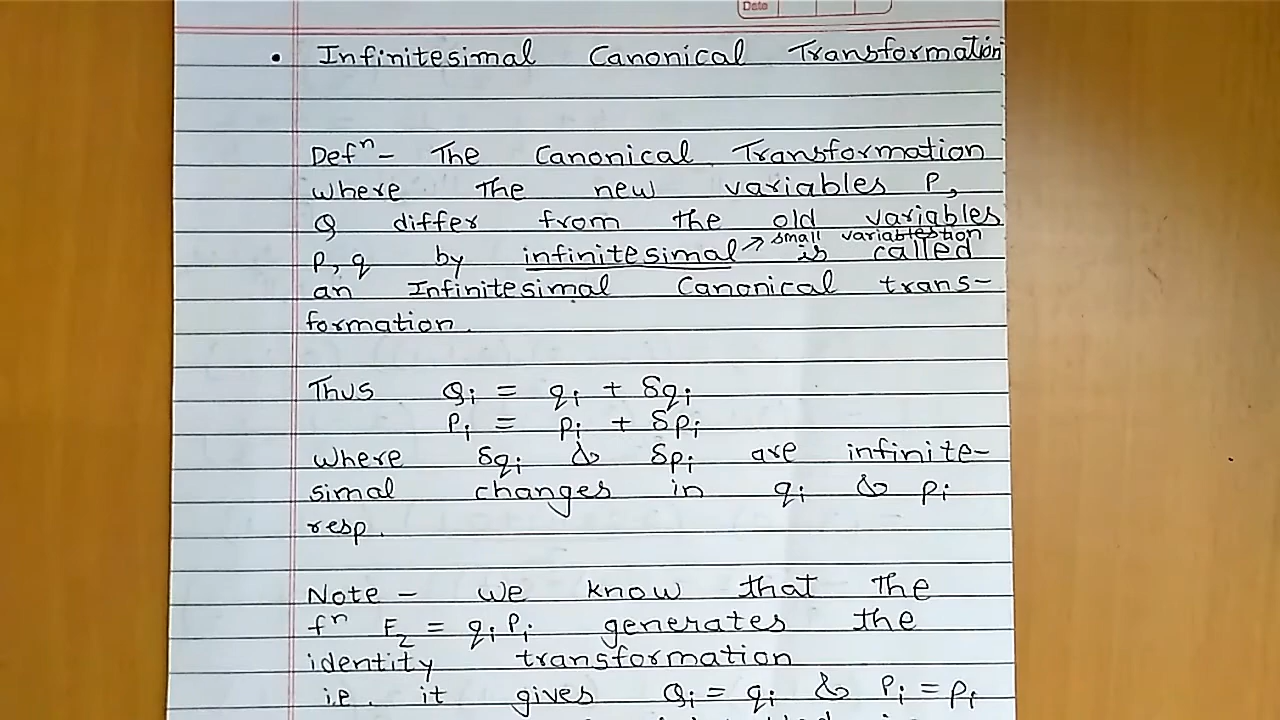 Date
• Infinitesimal Canonical Transformation
Defⁿ - The Canonical Transformation
where the new variables P,
Q differ from the old variables
p, q by infinitesimal → small variation is called
an Infinitesimal Canonical trans-
formation.
Thus Qi = qi + δqi
Pi = pi + δpi
where δqi & δpi are infinite-
simal changes in qi & pi
resp.
Note - we know that the
fⁿ F₂ = qi Pi generates the
identity transformation
i.e. it gives Qi = qi & Pi = pi